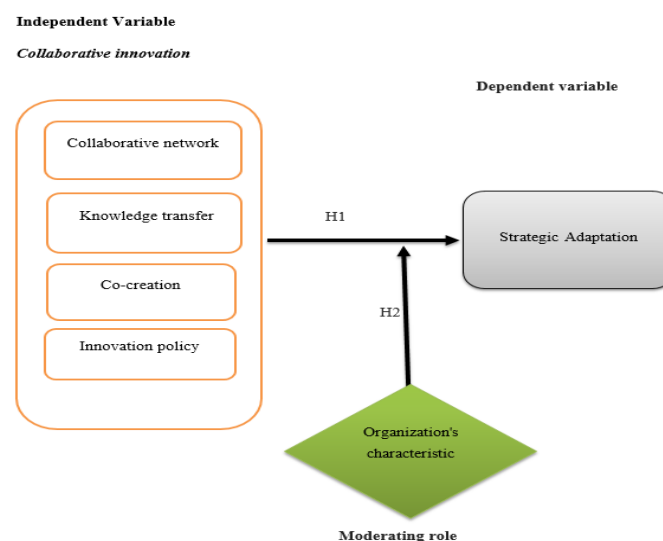 Independent Variable
Collaborative innovation
Dependent variable
Collaborative network
Knowledge transfer
Co-creation
Innovation policy
H1
Strategic Adaptation
H2
Organization's
characteristic
Moderating role